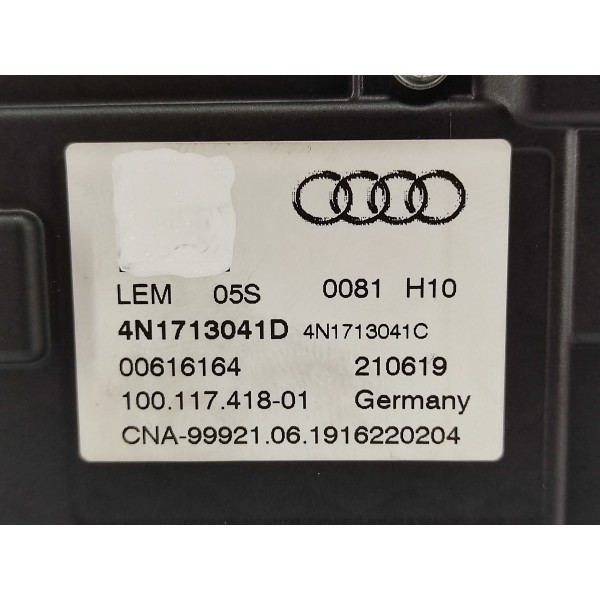 LEM 05S 0081 H10
4N1713041D 4N1713041C
00616164 210619
100.117.418-01 Germany
CNA-99921.06.1916220204